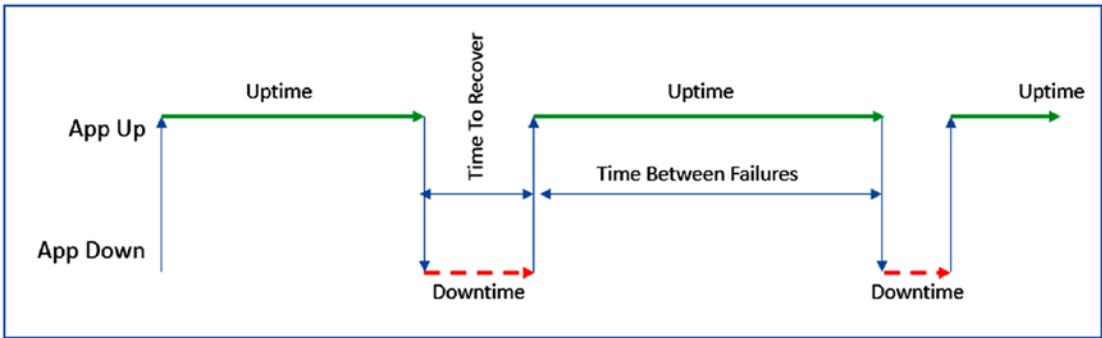 Uptime
Time To Recover
Uptime
Uptime
App Up
Time Between Failures
App Down
Downtime
Downtime